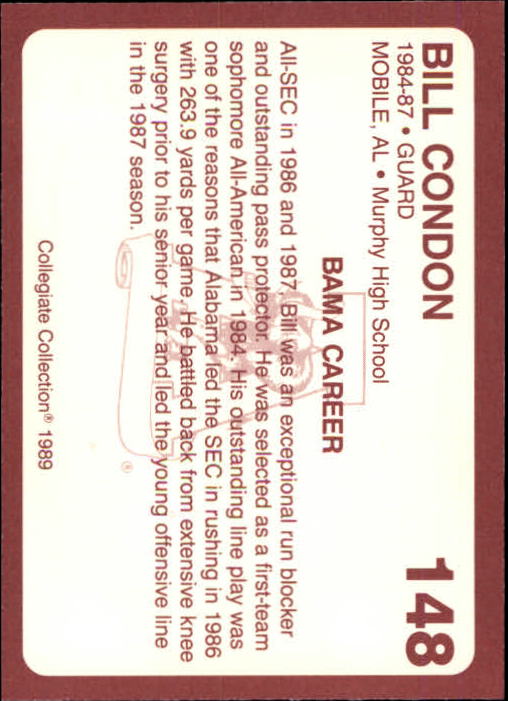 BILL CONDON
148
1984-87 • GUARD
MOBILE, AL • Murphy High School
BAMA CAREER
All-SEC in 1986 and 1987. Bill was an exceptional run blocker
and outstanding pass protector. He was selected as a first-team
sophomore All-American in 1984. His outstanding line play was
one of the reasons that Alabama led the SEC in rushing in 1986
with 263.9 yards per game. He battled back from extensive knee
surgery prior to his senior year and led the young offensive line
in the 1987 season.
®
Collegiate Collection® 1989